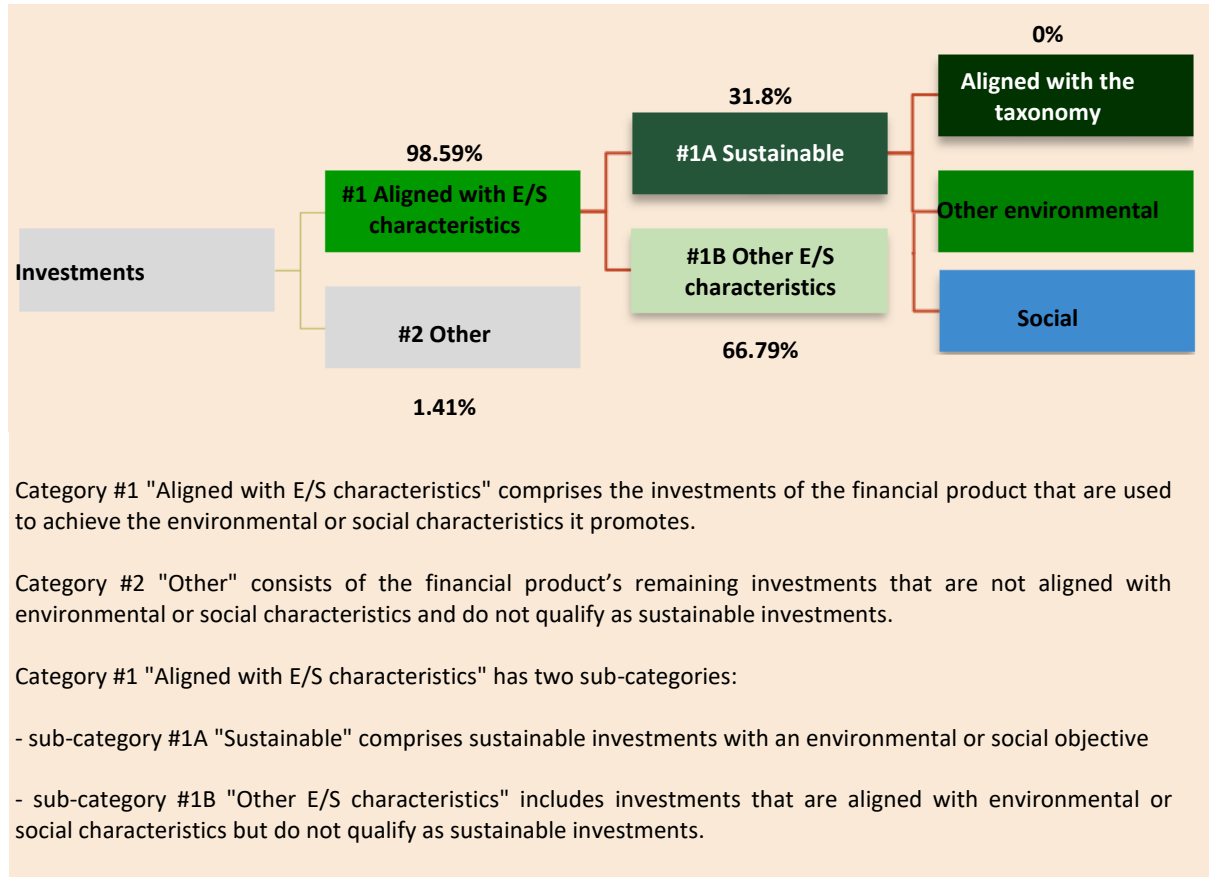 0%
Aligned with the
taxonomy
31.8%
#1A Sustainable
98.59%
#1 Aligned with E/S
characteristics
Other environmental
Investments
#1B Other E/S
characteristics
Social
#2 Other
66.79%
1.41%
Category #1 "Aligned with E/S characteristics" comprises the investments of the financial product that are used
to achieve the environmental or social characteristics it promotes.
Category #2 "Other" consists of the financial product’s remaining investments that are not aligned with
environmental or social characteristics and do not qualify as sustainable investments.
Category #1 "Aligned with E/S characteristics" has two sub-categories:
- sub-category #1A "Sustainable" comprises sustainable investments with an environmental or social objective
- sub-category #1B "Other E/S characteristics" includes investments that are aligned with environmental or
social characteristics but do not qualify as sustainable investments.